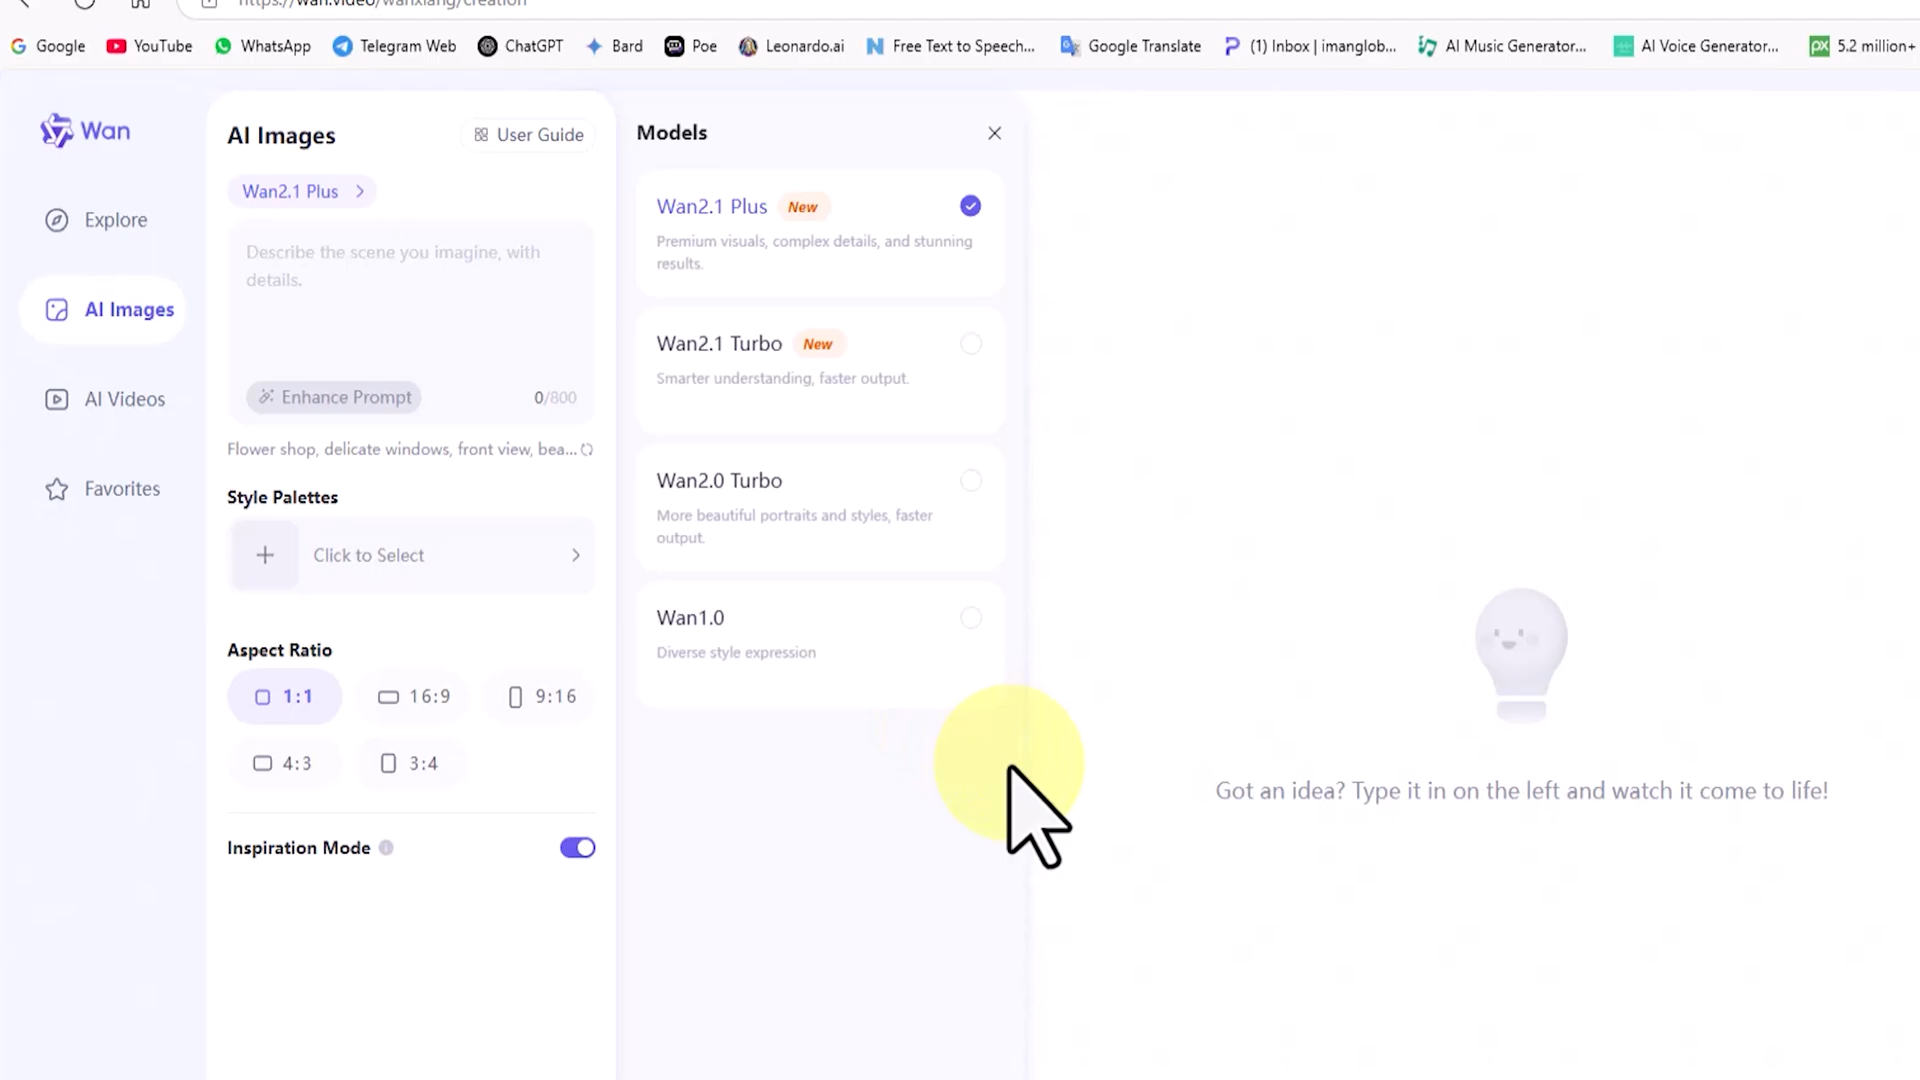 https://wan.video/wanxiang/creation
Google YouTube WhatsApp Telegram Web ChatGPT Bard Poe Leonardo.ai Free Text to Speech... Google Translate (1) Inbox | imanglob... AI Music Generator... AI Voice Generator... 5.2 million+
Wan
Explore
AI Images
AI Videos
Favorites
AI Images
User Guide
Wan2.1 Plus
Describe the scene you imagine, with
details.
Enhance Prompt
0/800
Flower shop, delicate windows, front view, bea...
Style Palettes
Click to Select
Aspect Ratio
1:1 16:9 9:16
4:3 3:4
Inspiration Mode
Models
Wan2.1 Plus New
Premium visuals, complex details, and stunning
results.
Wan2.1 Turbo New
Smarter understanding, faster output.
Wan2.0 Turbo
More beautiful portraits and styles, faster
output.
Wan1.0
Diverse style expression
Got an idea? Type it in on the left and watch it come to life!